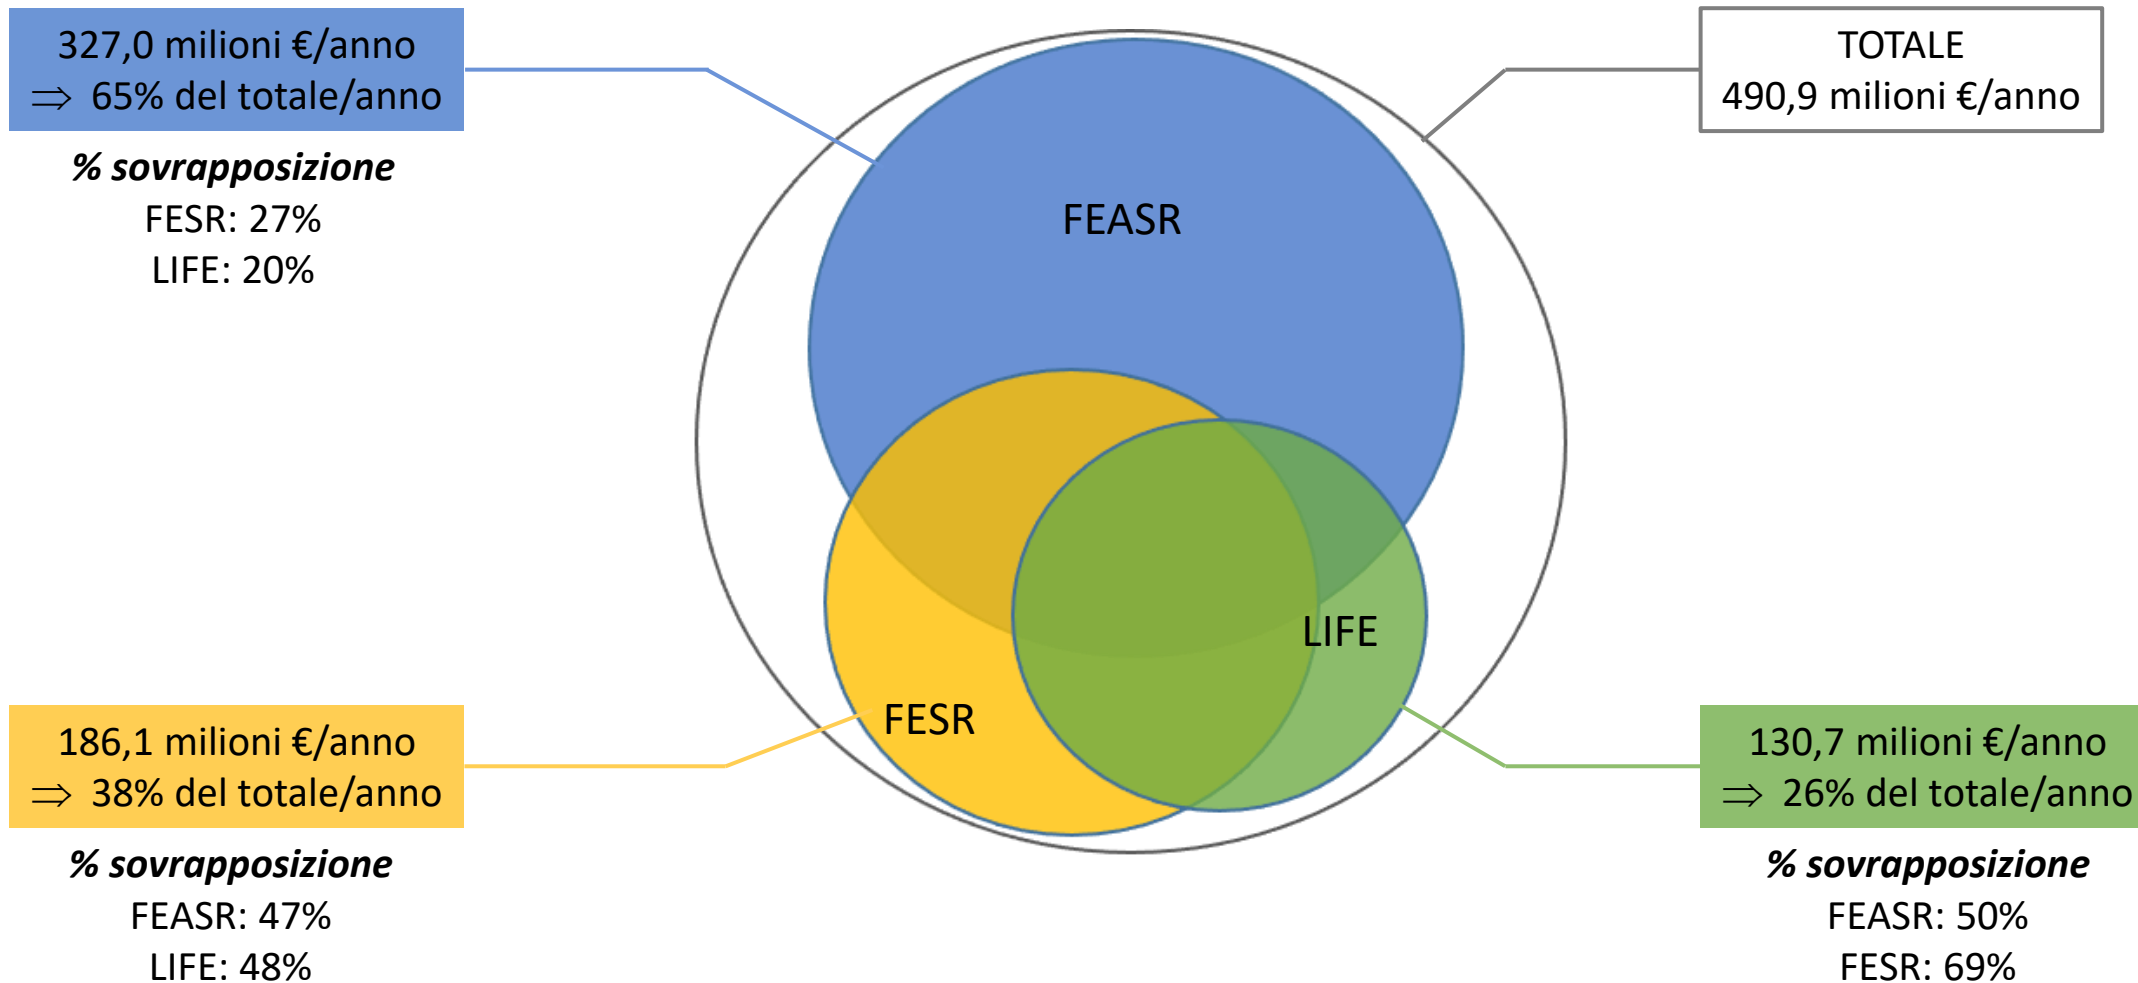 327,0 milioni €/anno
⇒ 65% del totale/anno
% sovrapposizione
FESR: 27%
LIFE: 20%
TOTALE
490,9 milioni €/anno
FEASR
LIFE
FESR
186,1 milioni €/anno
⇒ 38% del totale/anno
% sovrapposizione
FEASR: 47%
LIFE: 48%
130,7 milioni €/anno
⇒ 26% del totale/anno
% sovrapposizione
FEASR: 50%
FESR: 69%